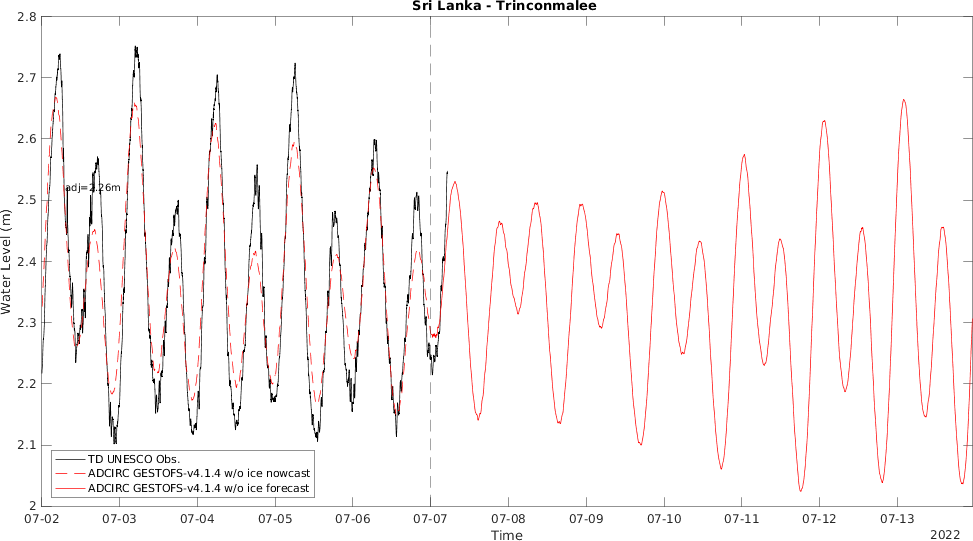 Sri Lanka - Trinconmalee
2.8
2.7
2.6
2.5
2.4
2.3
2.2
2.1
2
Water Level (m)
adj=2.26m
TD UNESCO Obs.
ADCIRC GESTOFS-v4.1.4 w/o ice nowcast
ADCIRC GESTOFS-v4.1.4 w/o ice forecast
07-02 07-03 07-04 07-05 07-06 07-07 07-08 07-09 07-10 07-11 07-12 07-13
Time
2022